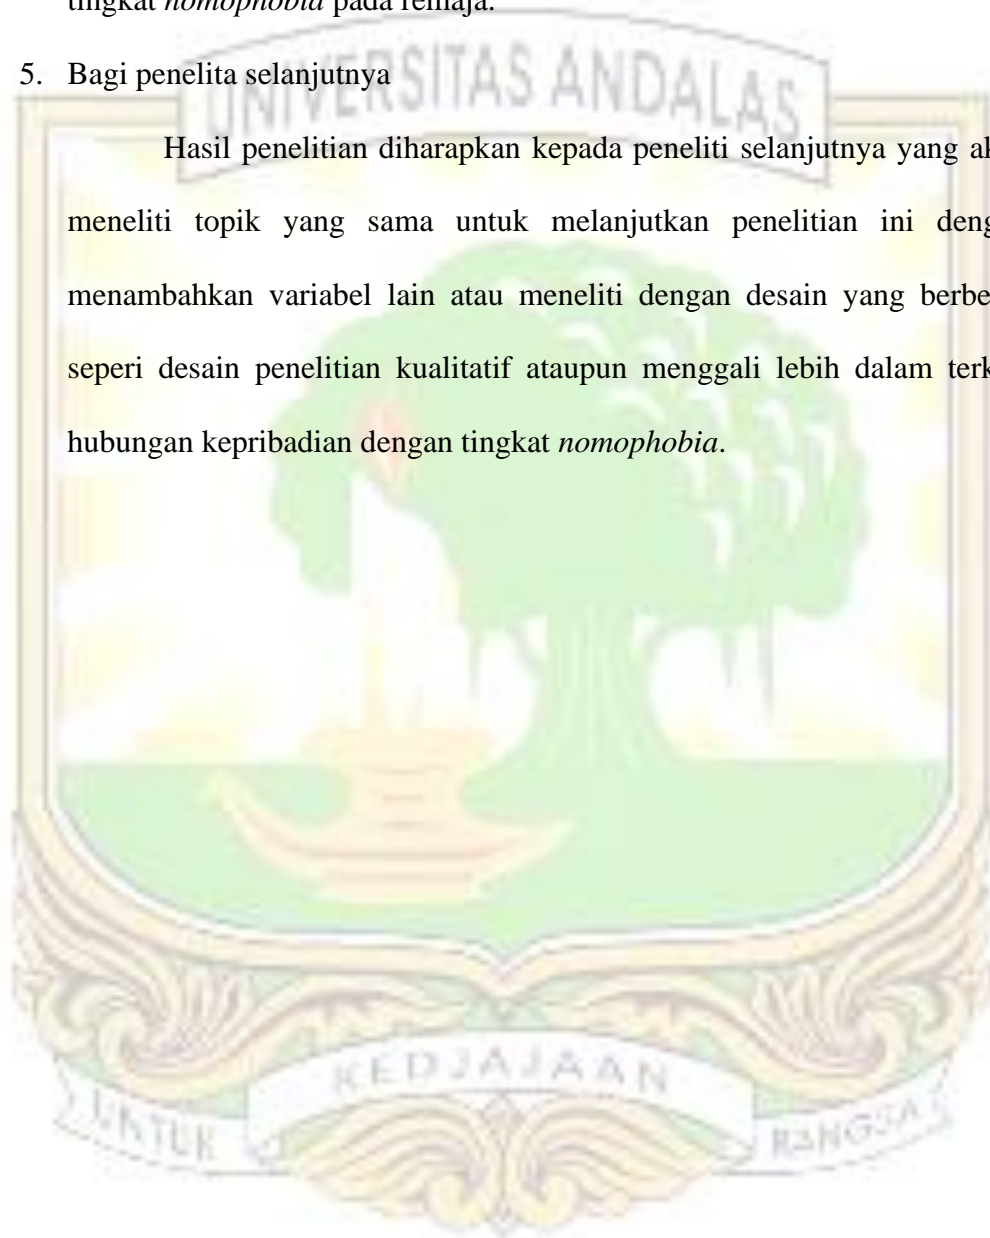 tingkat nomophobia pada remaja.
5. Bagi penelita selanjutnya
UNIVERSITAS ANDALAS
Hasil penelitian diharapkan kepada peneliti selanjutnya yang
meneliti topik yang sama untuk melanjutkan penelitian ini
menambahkan variabel lain atau meneliti dengan desain yang
seperi desain penelitian kualitatif ataupun menggali lebih dalam
hubungan kepribadian dengan tingkat nomophobia.
KEDJAJAAN
UNTUK BANGSA